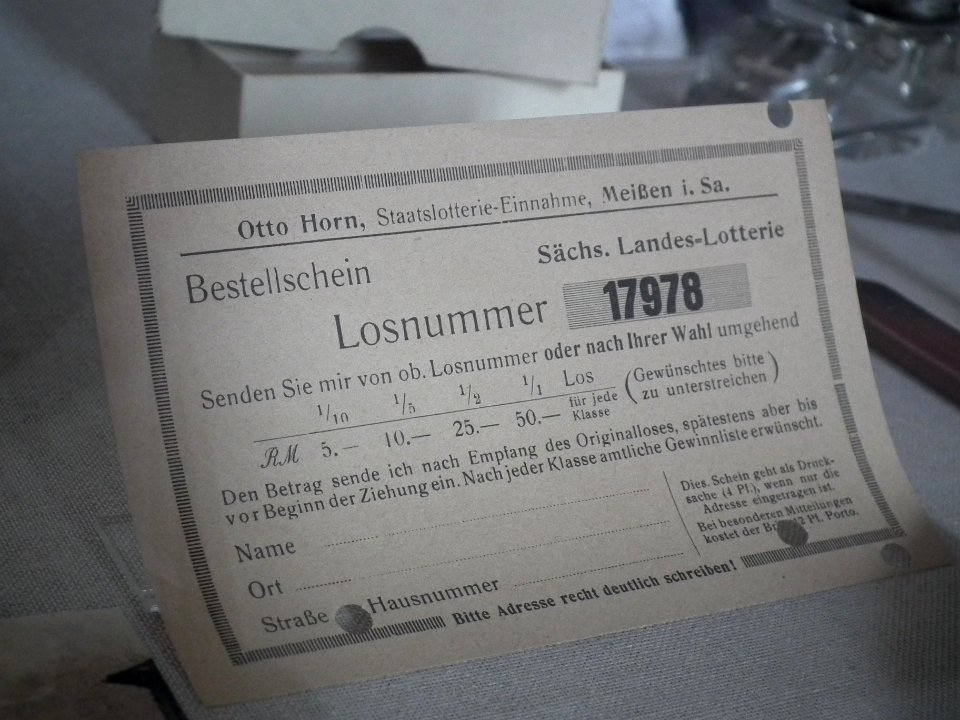 Otto Horn, Staatslotterie-Einnahme, Meißen i. Sa.
Bestellschein
Sächs. Landes-Lotterie
Losnummer 17978
Senden Sie mir von ob. Losnummer oder nach Ihrer Wahl umgehend
1/10 1/5 1/2 1/1 Los
RM 5.— 10.— 25.— 50.— für jede Klasse
(Gewünschtes bitte
zu unterstreichen)
Den Betrag sende ich nach Empfang des Originalloses, spätestens aber bis
vor Beginn der Ziehung ein. Nach jeder Klasse amtliche Gewinnliste erwünscht.
Name
Ort
Straße Hausnummer
Dies. Schein geht als Druck-
sache (4 Pf.), wenn nur die
Adresse eingetragen ist.
Bei besonderen Mitteilungen
kostet der 12 Pf. Porto.
Bitte Adresse recht deutlich schreiben!